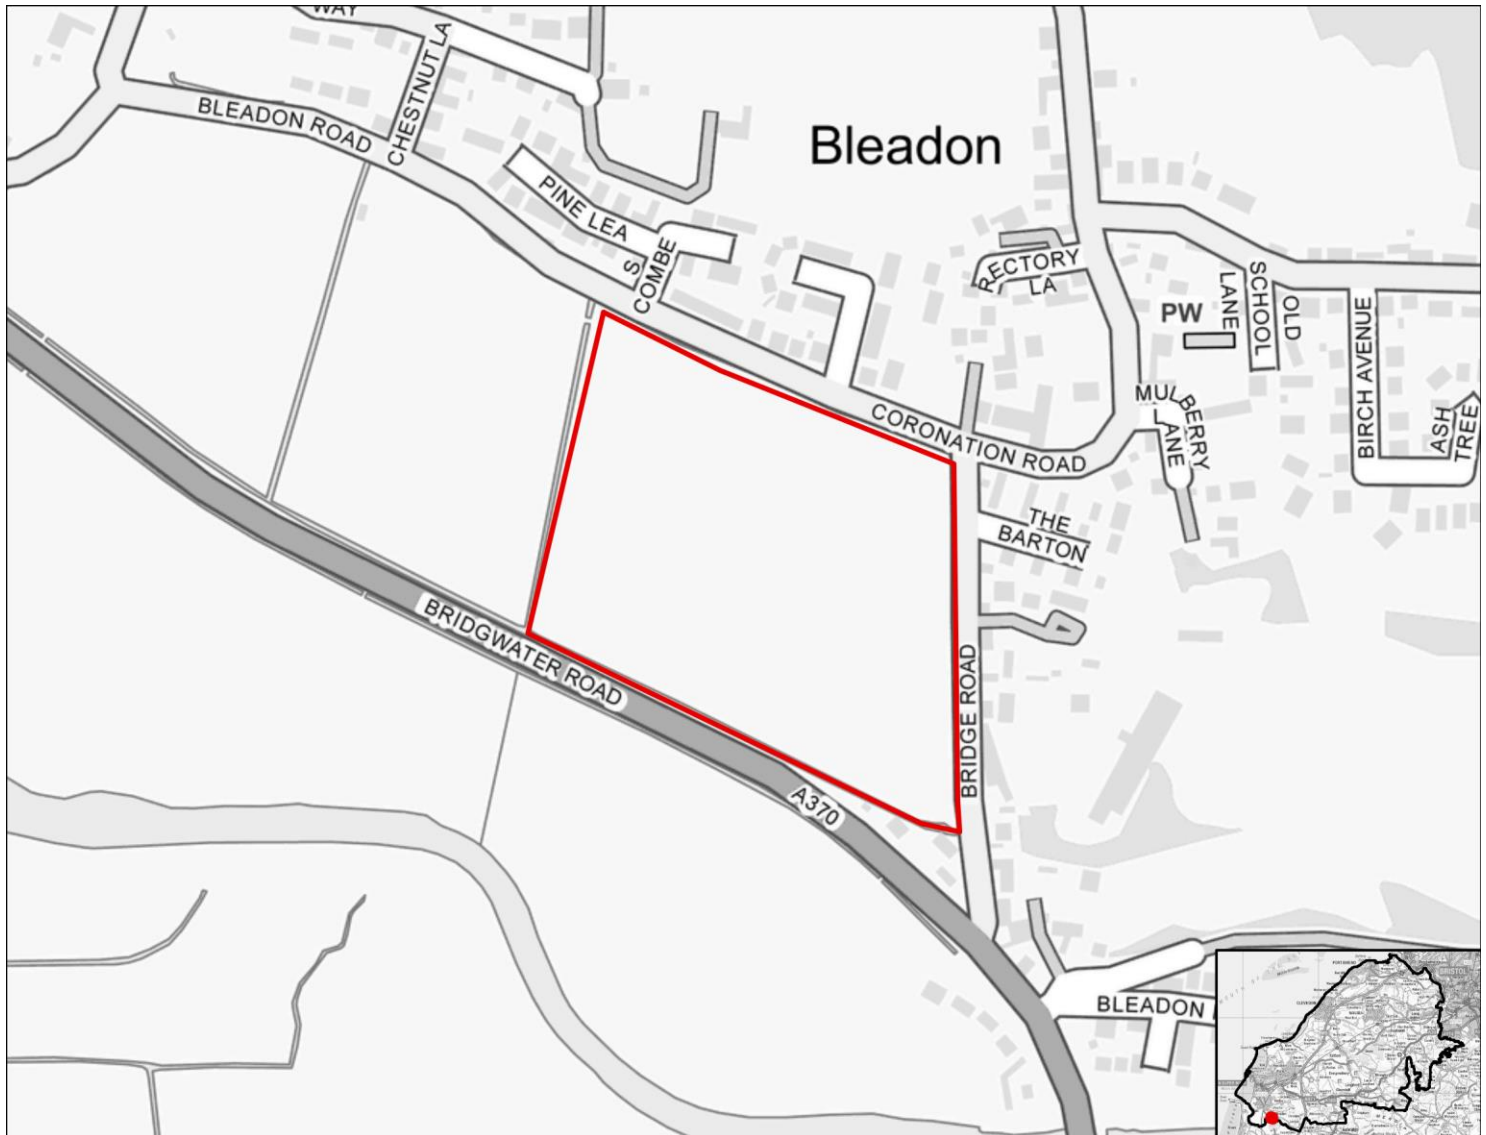 WAY
CHESTNUT LA
BLEADON ROAD
Bleadon
PINE LEA
S
COMBE
RECTORY
LA
PW
SCHOOL
LANE
OLD
BIRCH AVENUE
ASH
TREE
MULBERRY
LANE
CORONATION ROAD
THE
BARTON
BRIDGWATER ROAD
BRIDGE ROAD
A370
BLEADON
BRISTOL